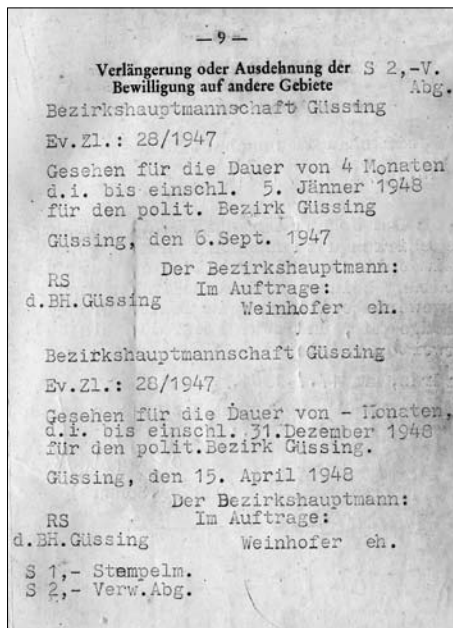 — 9 —
Verlängerung oder Ausdehnung der S 2,-V.
Bewilligung auf andere Gebiete Abg.
Bezirkshauptmannschaft Güssing
Ev.Zl.: 28/1947
Gesehen für die Dauer von 4 Monaten
d.i. bis einschl. 5. Jänner 1948
für den polit. Bezirk Güssing
Güssing, den 6.Sept. 1947
Der Bezirkshauptmann:
RS Im Auftrage:
d.BH.Güssing Weinhofer eh.
Bezirkshauptmannschaft Güssing
Ev.Zl.: 28/1947
Gesehen für die Dauer von - Monaten,
d.i. bis einschl. 31.Dezember 1948
für den polit.Bezirk Güssing.
Güssing, den 15. April 1948
Der Bezirkshauptmann:
RS Im Auftrage:
d.BH.Güssing Weinhofer eh.
S 1,- Stempelm.
S 2,- Verw.Abg.